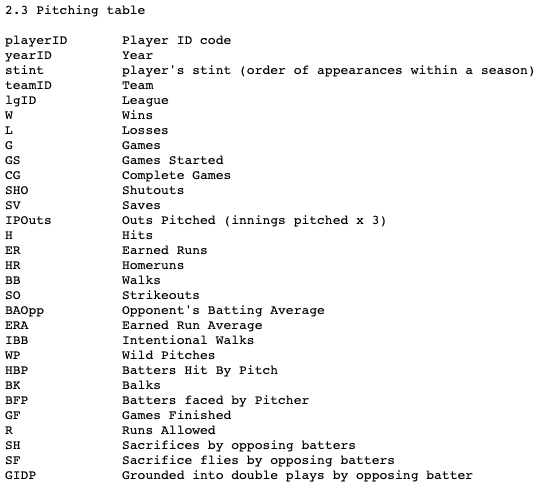 2.3 Pitching table
playerID Player ID code
yearID Year
stint player's stint (order of appearances within a season)
teamID Team
lgID League
W Wins
L Losses
G Games
GS Games Started
CG Complete Games
SHO Shutouts
SV Saves
IPOuts Outs Pitched (innings pitched x 3)
H Hits
ER Earned Runs
HR Homeruns
BB Walks
SO Strikeouts
BAOpp Opponent's Batting Average
ERA Earned Run Average
IBB Intentional Walks
WP Wild Pitches
HBP Batters Hit By Pitch
BK Balks
BFP Batters faced by Pitcher
GF Games Finished
R Runs Allowed
SH Sacrifices by opposing batters
SF Sacrifice flies by opposing batters
GIDP Grounded into double plays by opposing batter